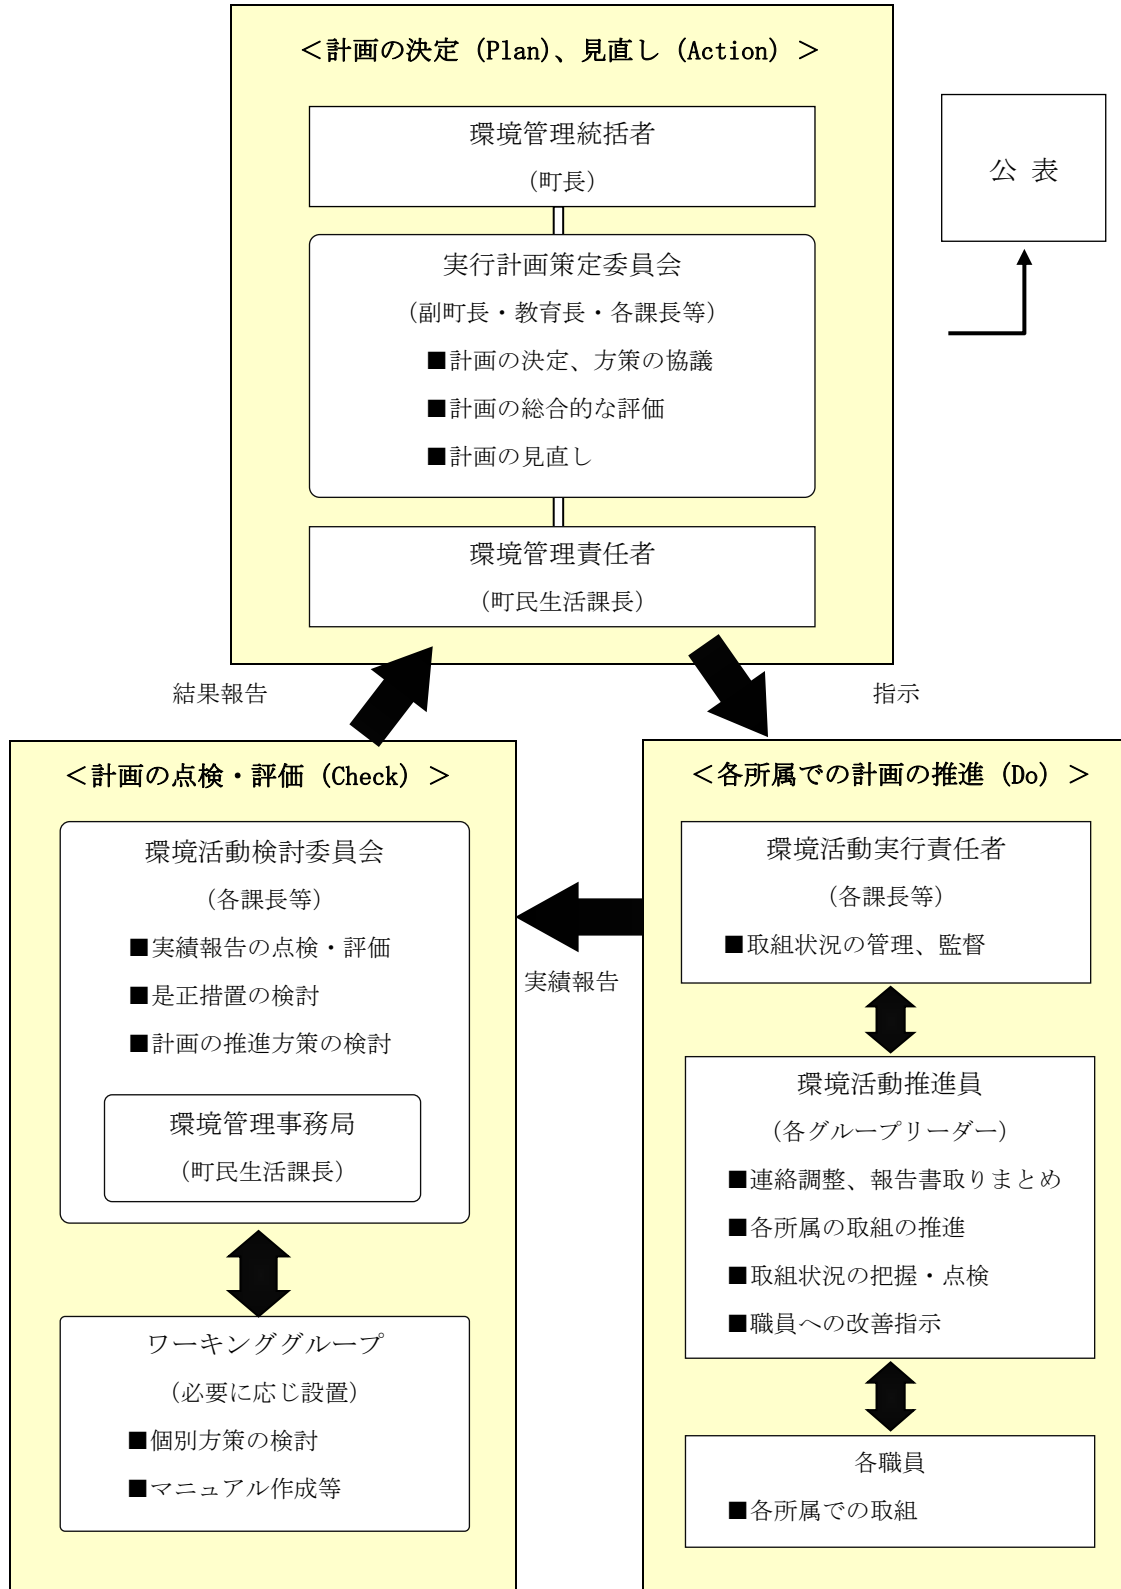 ＜計画の決定（Plan）、見直し（Action）＞
環境管理統括者
（町長）
公 表
実行計画策定委員会
（副町長・教育長・各課長等）
■計画の決定、方策の協議
■計画の総合的な評価
■計画の見直し
環境管理責任者
（町民生活課長）
結果報告
指示
＜計画の点検・評価（Check）＞
環境活動検討委員会
（各課長等）
■実績報告の点検・評価
■是正措置の検討
■計画の推進方策の検討
環境管理事務局
（町民生活課長）
ワーキンググループ
（必要に応じ設置）
■個別方策の検討
■マニュアル作成等
実績報告
＜各所属での計画の推進（Do）＞
環境活動実行責任者
（各課長等）
■取組状況の管理、監督
環境活動推進員
（各グループリーダー）
■連絡調整、報告書取りまとめ
■各所属の取組の推進
■取組状況の把握・点検
■職員への改善指示
各職員
■各所属での取組